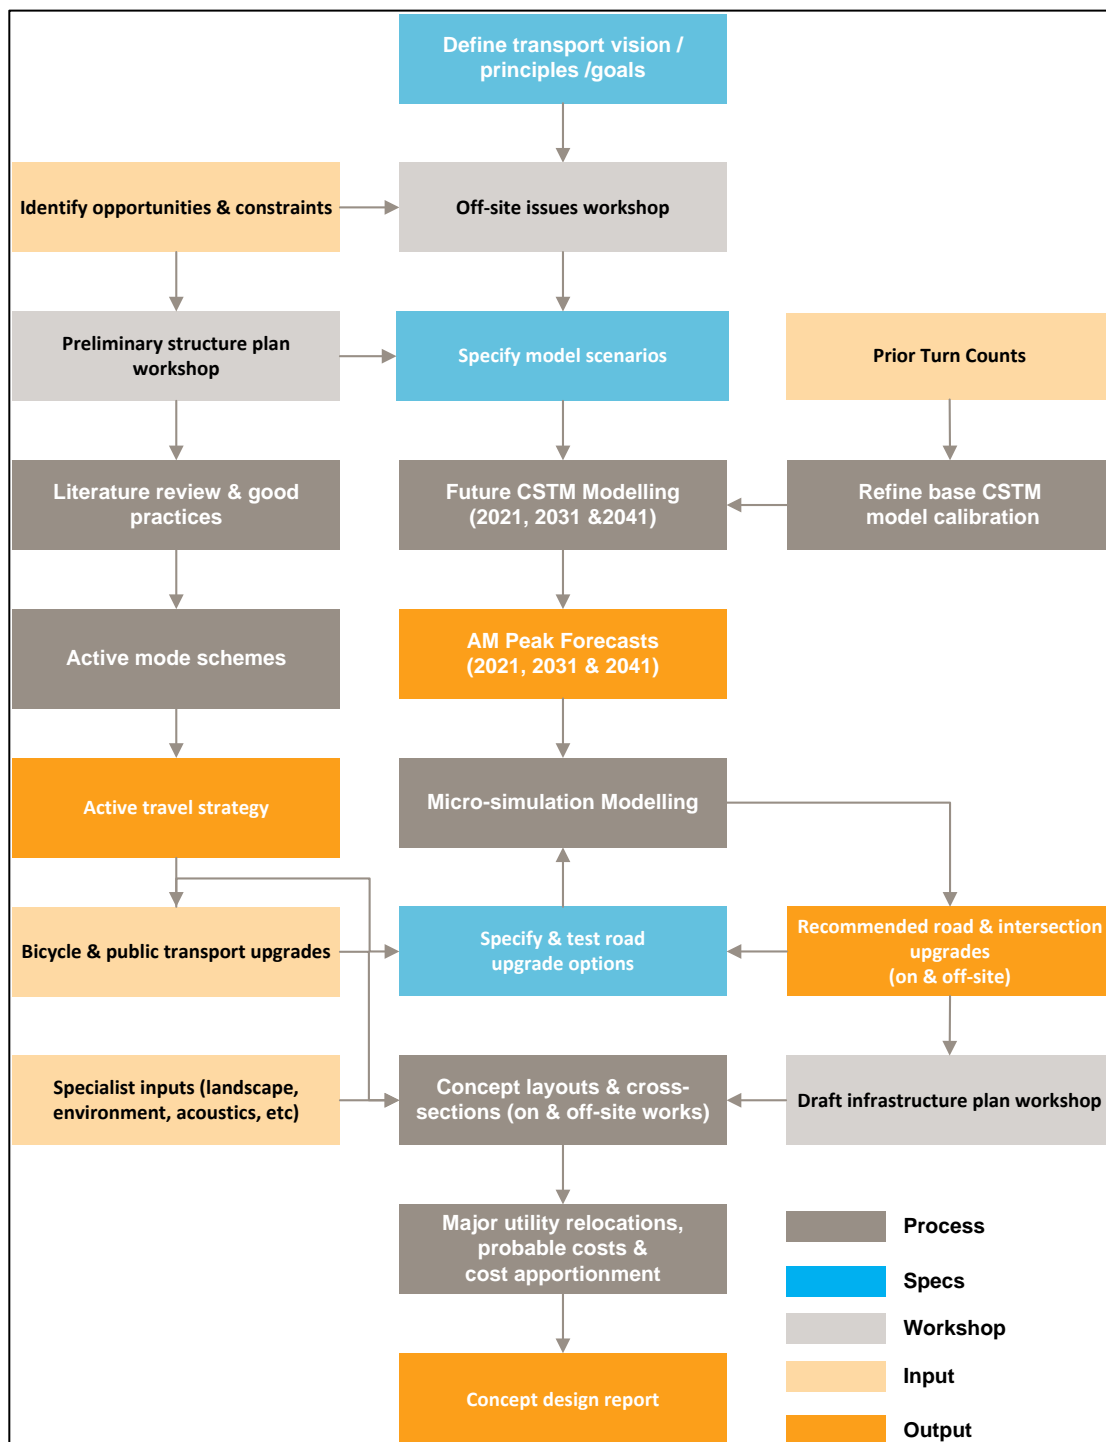 Define transport vision /
principles /goals
Identify opportunities & constraints
Off-site issues workshop
Preliminary structure plan
workshop
Specify model scenarios
Prior Turn Counts
Literature review & good
practices
Future CSTM Modelling
(2021, 2031 &2041)
Refine base CSTM
model calibration
Active mode schemes
AM Peak Forecasts
(2021, 2031 & 2041)
Active travel strategy
Micro-simulation Modelling
Bicycle & public transport upgrades
Specify & test road
upgrade options
Recommended road & intersection
upgrades
(on & off-site)
Specialist inputs (landscape,
environment, acoustics, etc)
Concept layouts & cross-
sections (on & off-site works)
Draft infrastructure plan workshop
Major utility relocations,
probable costs &
cost apportionment
Concept design report
Process
Specs
Workshop
Input
Output